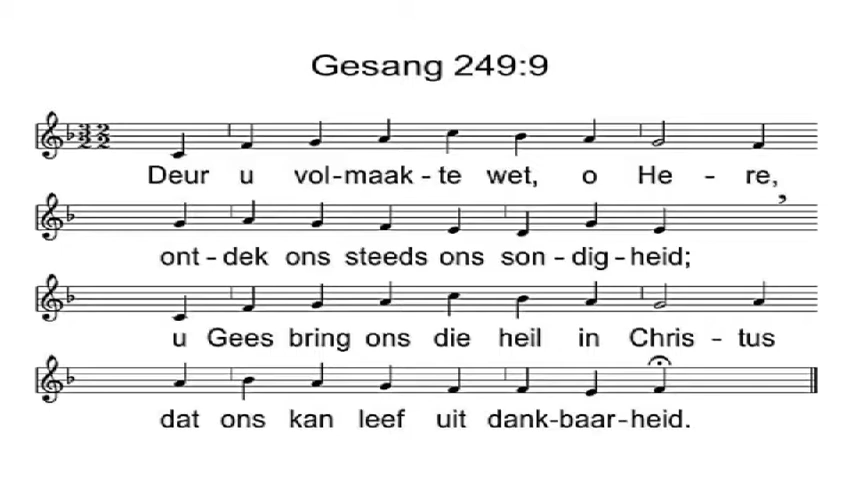 Gesang 249:9
Deur u vol-maak-te wet, o He - re,
ont-dek ons steeds ons son-dig-heid;
u Gees bring ons die heil in Chris - tus
dat ons kan leef uit dank-baar-heid.